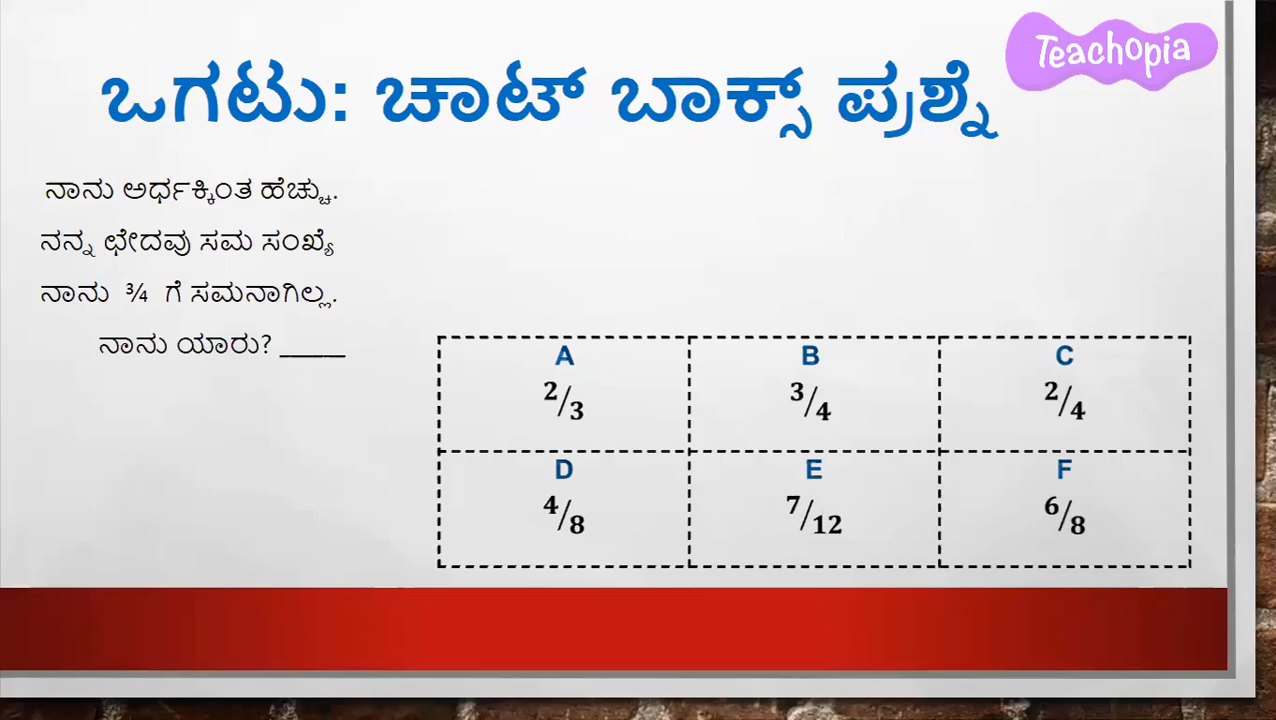 Teachopia
ಒಗಟು: ಚಾಟ್ ಬಾಕ್ಸ್ ಪ್ರಶ್ನೆ
ನಾನು ಅರ್ಧಕ್ಕಿಂತ ಹೆಚ್ಚು.
ನನ್ನ ಛೇದವು ಸಮ ಸಂಖ್ಯೆ
ನಾನು ¾ ಗೆ ಸಮನಾಗಿಲ್ಲ.
ನಾನು ಯಾರು? ______
A B C
2/3 3/4 2/4
D E F
4/8 7/12 6/8